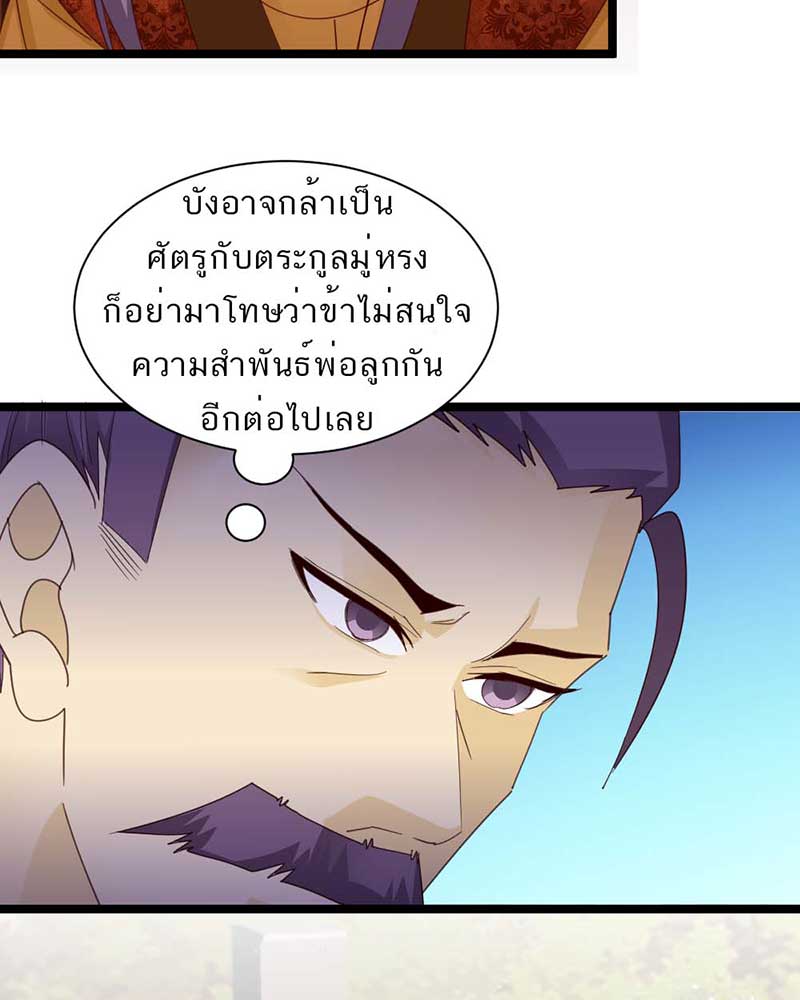 บังอาจกล้าเป็น
ศัตรูกับตระกูลมู่หรง
ก็อย่ามาโทษว่าข้าไม่สนใจ
ความสำพันธ์พ่อลูกกัน
อีกต่อไปเลย